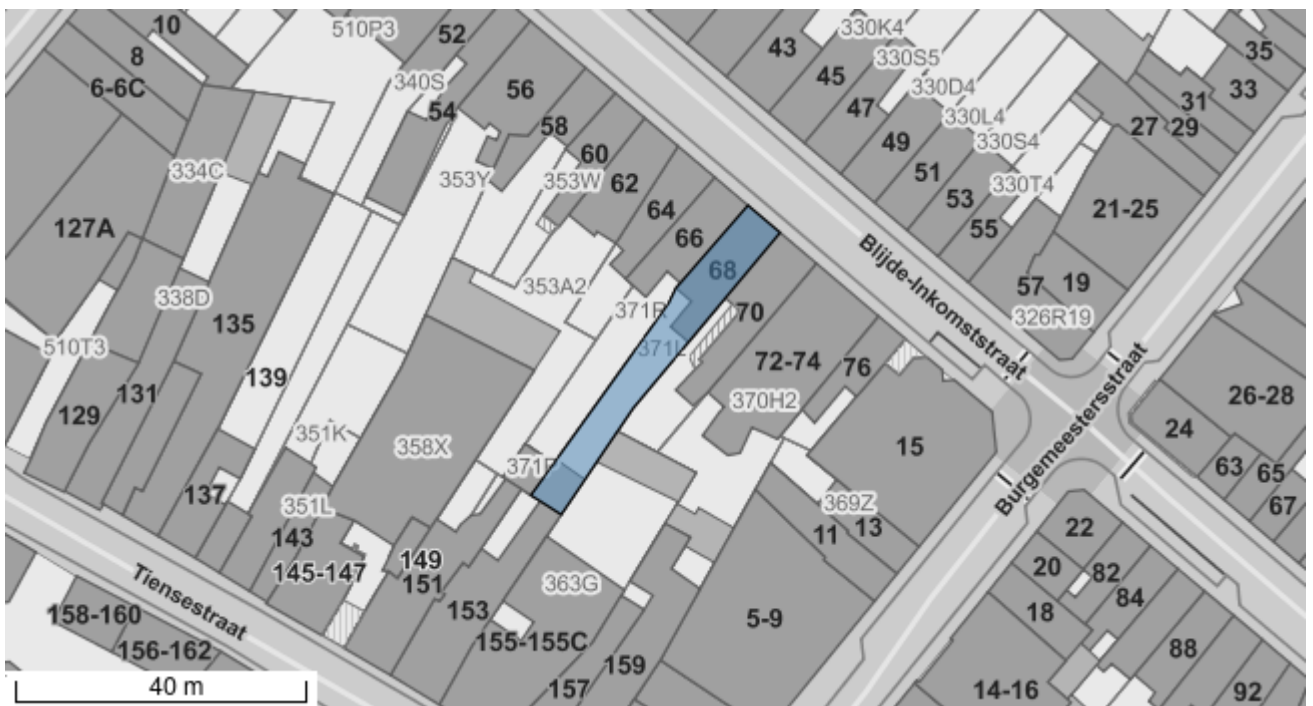 10
8
6-6C
510P3
52
340S
54
56
58
60
62
64
66
68
70
72-74
76
43
45
47
49
51
53
55
57
330K4
330S5
330D4
330L4
330S4
330T4
35
33
31
29
27
21-25
19
326R19
334C
353Y
353W
353A2
371R
371L
127A
338D
135
139
510T3
129
131
137
351K
351L
358X
371P
143
145-147
149
151
153
155-155C
157
159
363G
370H2
369Z
15
13
11
5-9
Blijde-Inkomststraat
Burgemeestersstraat
Tiensestraat
26-28
24
63
65
67
22
20
18
82
84
88
92
14-16
158-160
156-162
40 m